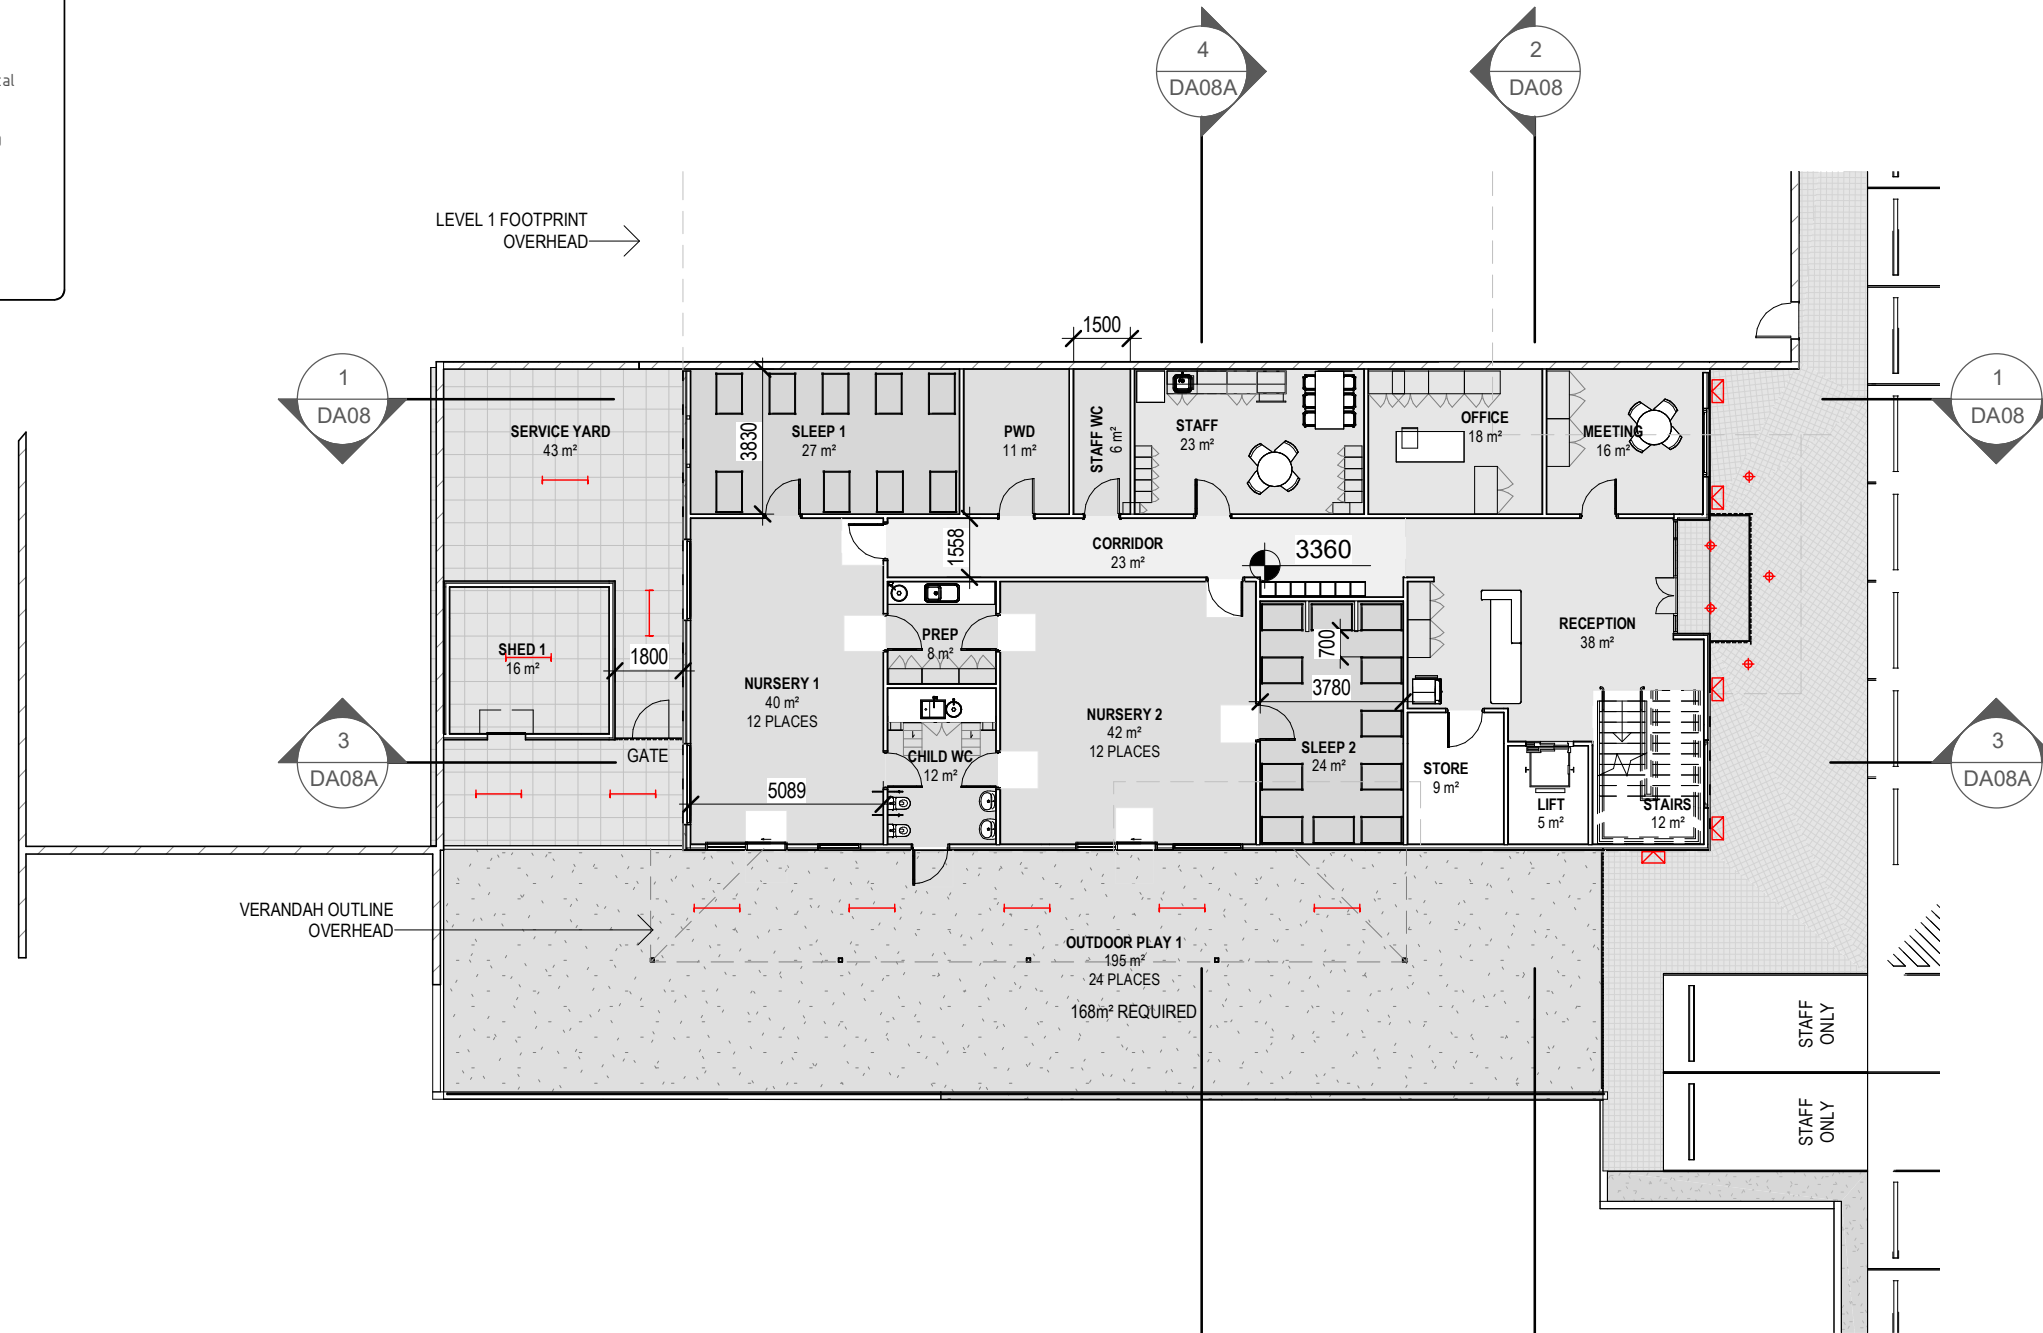 4
DA08A
2
DA08
LEVEL 1 FOOTPRINT
OVERHEAD
1500
1
DA08
1
DA08
SERVICE YARD
43 m²
3830
SLEEP 1
27 m²
PWD
11 m²
STAFF WC
6 m²
STAFF
23 m²
OFFICE
18 m²
MEETING
16 m²
1558
CORRIDOR
23 m²
3360
SHED 1
16 m²
1800
PREP
8 m²
700
RECEPTION
38 m²
NURSERY 1
40 m²
12 PLACES
3780
NURSERY 2
42 m²
12 PLACES
3
DA08A
GATE
CHILD WC
12 m²
SLEEP 2
24 m²
STORE
9 m²
3
DA08A
5089
LIFT
5 m²
STAIRS
12 m²
VERANDAH OUTLINE
OVERHEAD
OUTDOOR PLAY 1
195 m²
24 PLACES
168m² REQUIRED
STAFF
ONLY
STAFF
ONLY